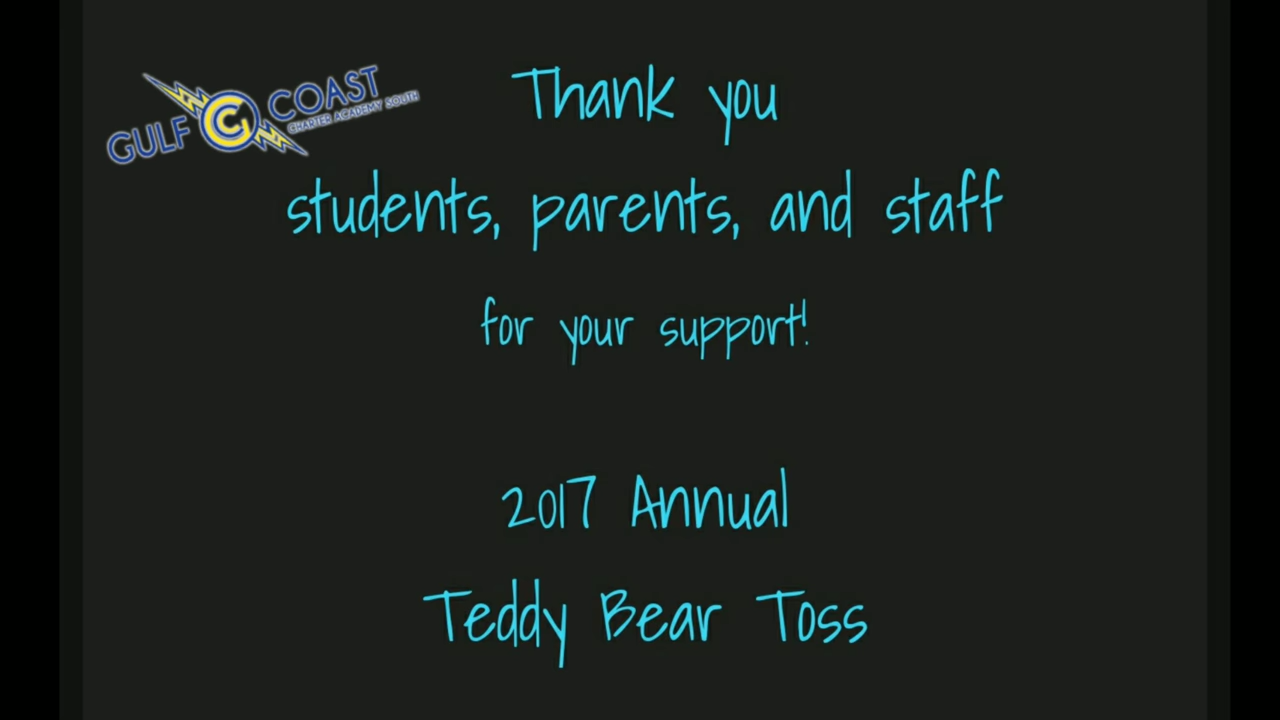 GULF G COAST
CHARTER ACADEMY SOUTH
Thank you
students, parents, and staff
for your support!
2017 Annual
Teddy Bear Toss